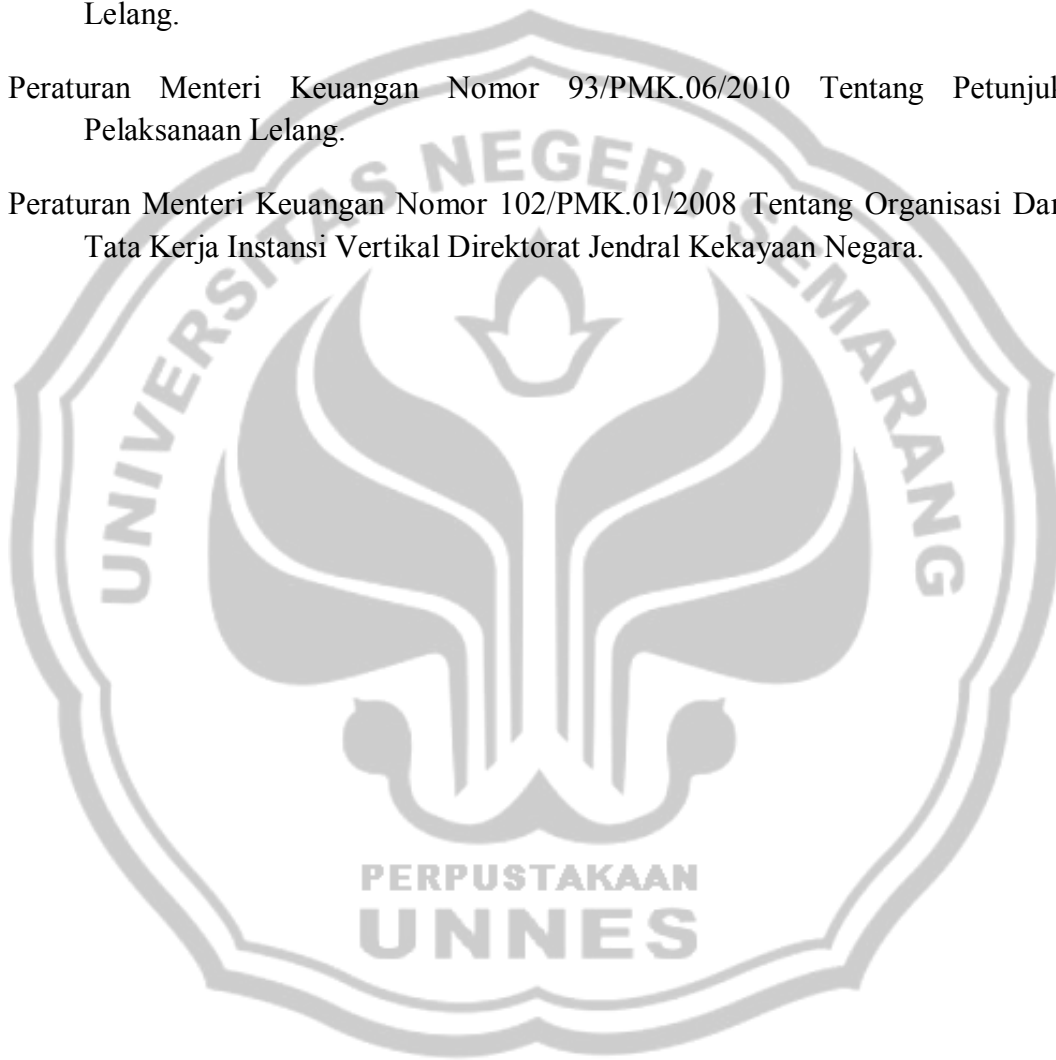 Lelang.
Peraturan Menteri Keuangan Nomor 93/PMK.06/2010 Tentang Petunjuk
Pelaksanaan Lelang.
Peraturan Menteri Keuangan Nomor 102/PMK.01/2008 Tentang Organisasi Dan
Tata Kerja Instansi Vertikal Direktorat Jendral Kekayaan Negara.
UNIVERSITAS NEGERI SEMARANG
PERPUSTAKAAN
UNNES